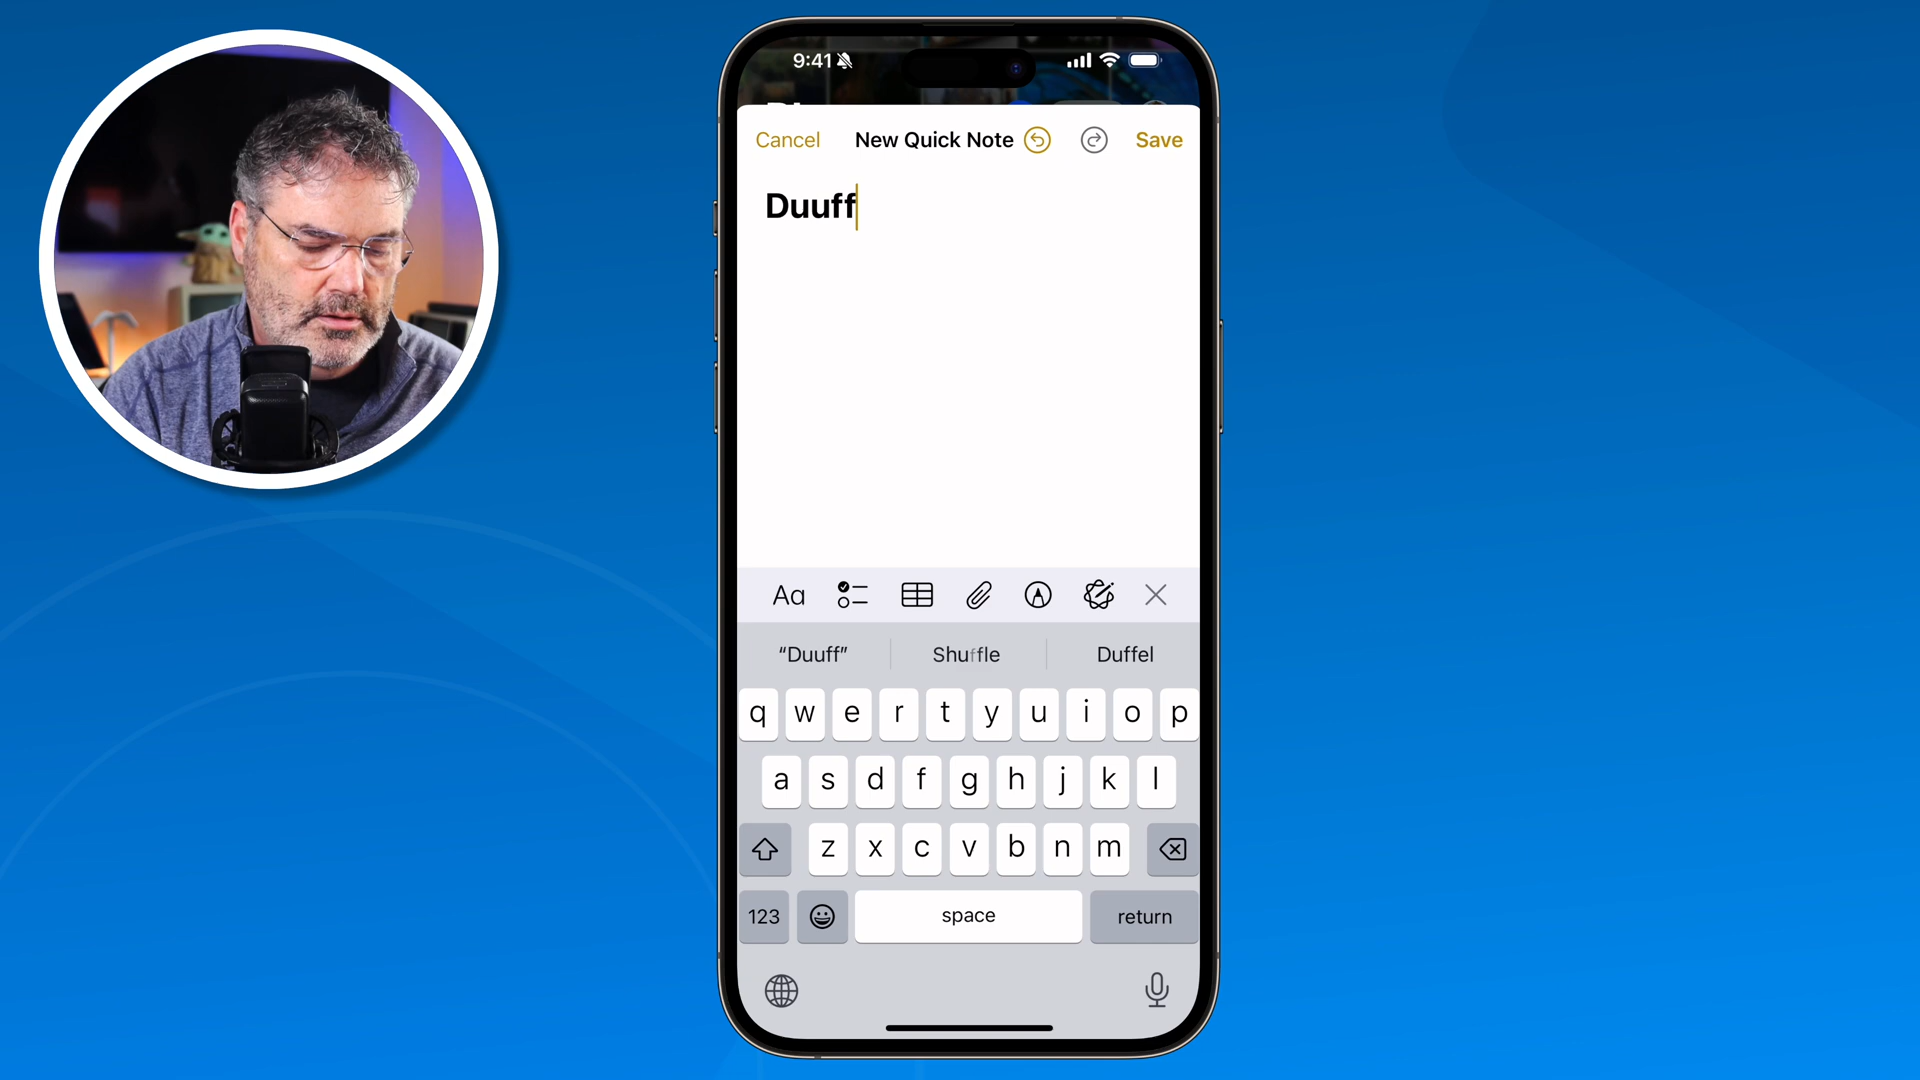 9:41
Cancel New Quick Note Save
Duuff
Aa
“Duuff” Shuffle Duffel
q w e r t y u i o p
a s d f g h j k l
z x c v b n m
123 space return